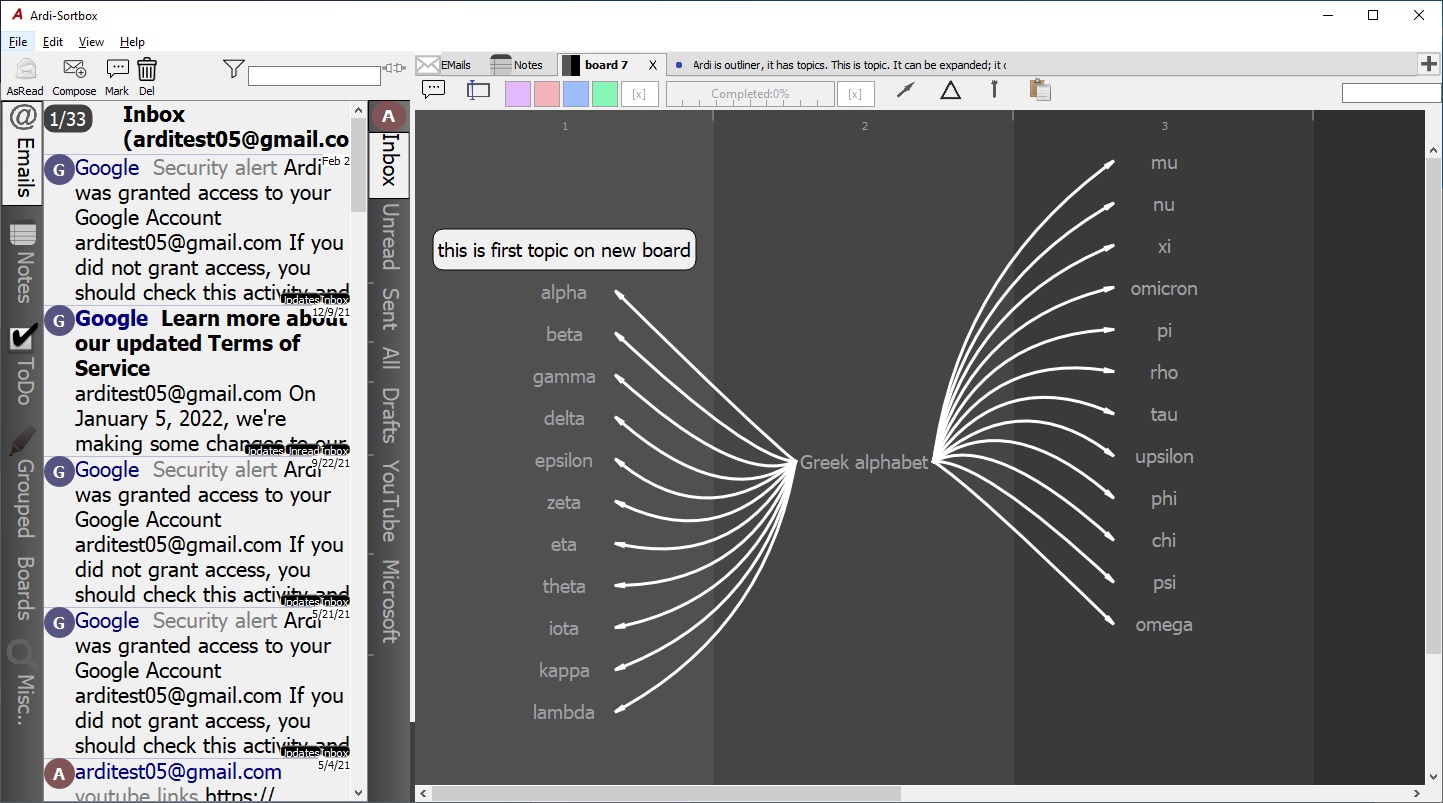 Ardi-Sortbox
File Edit View Help
AsRead Compose Mark Del
EMails Notes board 7 X Ardi is outliner, it has topics. This is topic. It can be expanded; it c
[x] Completed:0% [x]
Emails
Notes
ToDo
Grouped
Boards
Misc..
1/33
Inbox
(arditest05@gmail.co
G Google Security alert Ardi Feb 2
was granted access to your
Google Account
arditest05@gmail.com If you
did not grant access, you
should check this activity and
Updates Inbox
12/9/21
G Google Learn more about
our updated Terms of
Service
arditest05@gmail.com On
January 5, 2022, we're
making some changes to our
Updates Unread Inbox
9/22/21
G Google Security alert Ardi
was granted access to your
Google Account
arditest05@gmail.com If you
did not grant access, you
should check this activity and
Updates Inbox
5/21/21
G Google Security alert Ardi
was granted access to your
Google Account
arditest05@gmail.com If you
did not grant access, you
should check this activity and
Updates Inbox
5/4/21
A arditest05@gmail.com
youtube links https://
A
Inbox
Unread
Sent
All
Drafts
YouTube
Microsoft
1 2 3
this is first topic on new board
alpha
beta
gamma
delta
epsilon
zeta
eta
theta
iota
kappa
lambda
Greek alphabet
mu
nu
xi
omicron
pi
rho
tau
upsilon
phi
chi
psi
omega